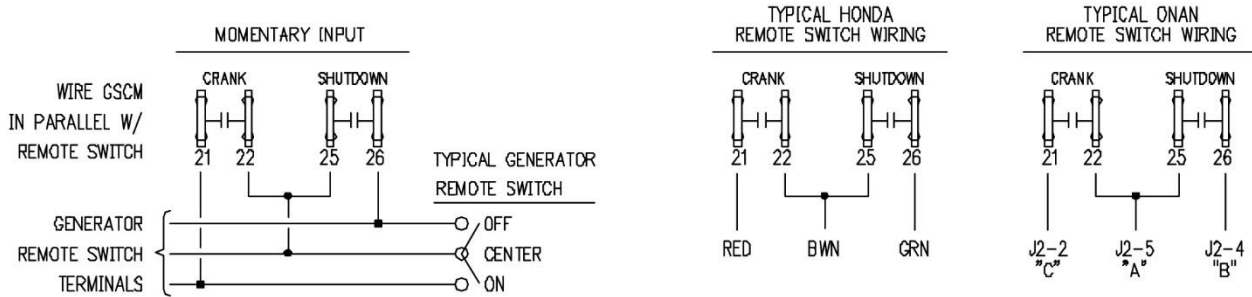 MOMENTARY INPUT
WIRE GSCM
IN PARALLEL W/
REMOTE SWITCH
CRANK SHUTDOWN
21 22 25 26
TYPICAL GENERATOR
REMOTE SWITCH
GENERATOR
REMOTE SWITCH
TERMINALS
OFF
CENTER
ON
TYPICAL HONDA
REMOTE SWITCH WIRING
CRANK SHUTDOWN
21 22 25 26
RED BWN GRN
TYPICAL ONAN
REMOTE SWITCH WIRING
CRANK SHUTDOWN
21 22 25 26
J2-2 J2-5 J2-4
"C" "A" "B"